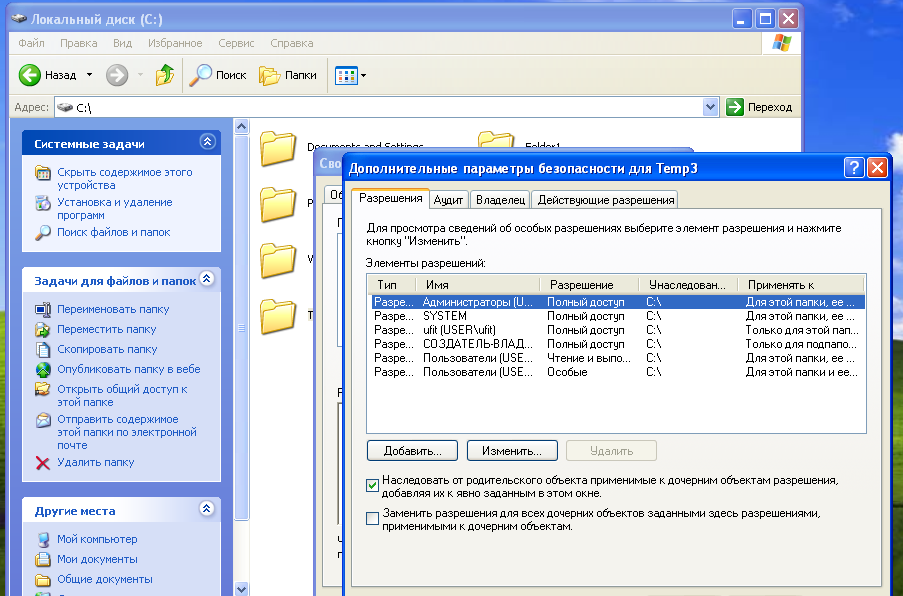 Локальный диск (C:)
Файл Правка Вид Избранное Сервис Справка
Назад Поиск Папки
Адрес: C:\ Переход
Системные задачи
Скрыть содержимое этого
устройства
Установка и удаление
программ
Поиск файлов и папок
Задачи для файлов и папок
Переименовать папку
Переместить папку
Скопировать папку
Опубликовать папку в вебе
Открыть общий доступ к
этой папке
Отправить содержимое
этой папки по электронной
почте
Удалить папку
Другие места
Мой компьютер
Мои документы
Общие документы
Documents and Settings Folder1
Дополнительные параметры безопасности для Temp3
Разрешения Аудит Владелец Действующие разрешения
Для просмотра сведений об особых разрешениях выберите элемент разрешения и нажмите
кнопку "Изменить".
Элементы разрешений:
Тип Имя Разрешение Унаследован... Применять к
Разре... Администраторы (U... Полный доступ C:\ Для этой папки, ее ...
Разре... SYSTEM Полный доступ C:\ Для этой папки, ее ...
Разре... ufit (USER\ufit) Полный доступ C:\ Только для этой пап...
Разре... СОЗДАТЕЛЬ-ВЛАД... Полный доступ C:\ Только для подпапо...
Разре... Пользователи (USE... Чтение и выпо... C:\ Для этой папки, ее ...
Разре... Пользователи (USE... Особые C:\ Для этой папки и ее...
Добавить... Изменить... Удалить
Наследовать от родительского объекта применимые к дочерним объектам разрешения,
добавляя их к явно заданным в этом окне.
Заменить разрешения для всех дочерних объектов заданными здесь разрешениями,
применимыми к дочерним объектам.